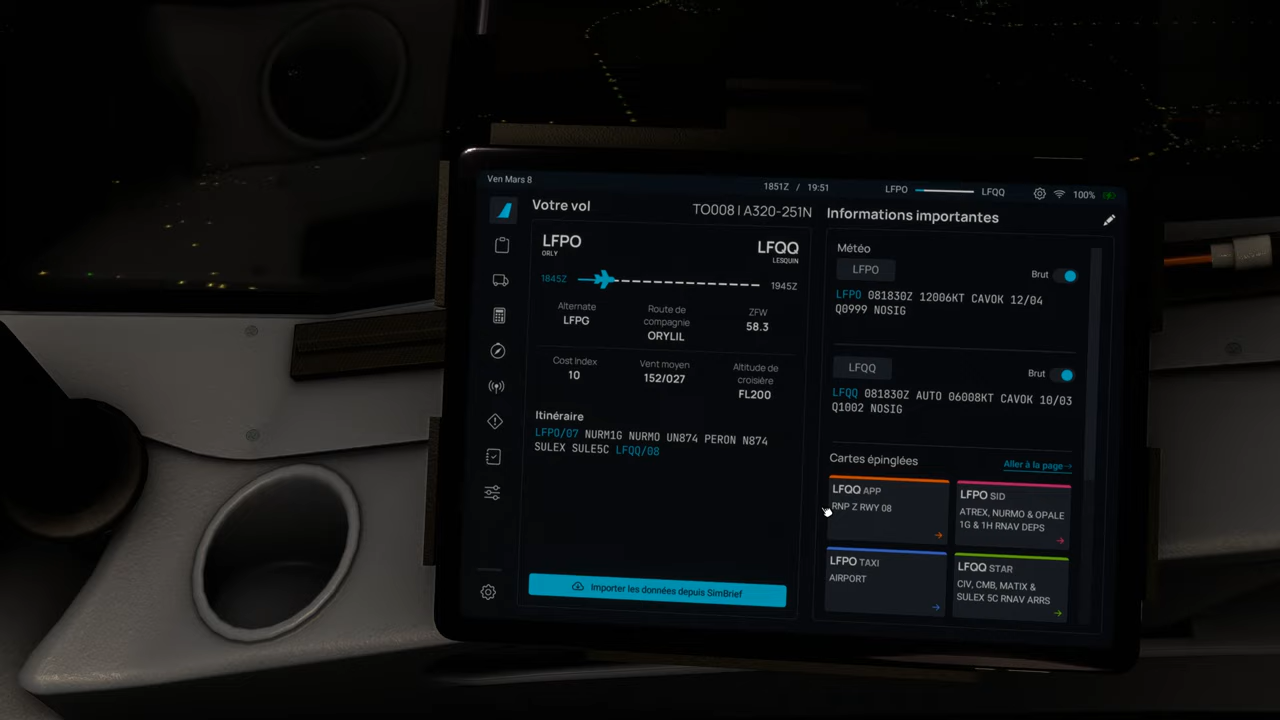 Ven Mars 8
1851Z / 19:51
LFPO
LFQQ
100%
Votre vol
TO008 | A320-251N
LFPO
ORLY
LFQQ
LESQUIN
1845Z
1945Z
Alternate
LFPG
Route de
compagnie
ORYLIL
ZFW
58.3
Cost Index
10
Vent moyen
152/027
Altitude de
croisière
FL200
Itinéraire
LFPO/07 NURM1G NURMO UN874 PERON N874
SULEX SULE5C LFQQ/08
Importer les données depuis SimBrief
Informations importantes
Météo
LFPO
Brut
LFPO 081830Z 12006KT CAVOK 12/04
Q0999 NOSIG
LFQQ
Brut
LFQQ 081830Z AUTO 06008KT CAVOK 10/03
Q1002 NOSIG
Cartes épinglées
Aller à la page
LFQQ APP
RNP Z RWY 08
LFPO SID
ATREX, NURMO & OPALE
1G & 1H RNAV DEPS
LFPO TAXI
AIRPORT
LFQQ STAR
CIV, CMB, MATIX &
SULEX 5C RNAV ARRS